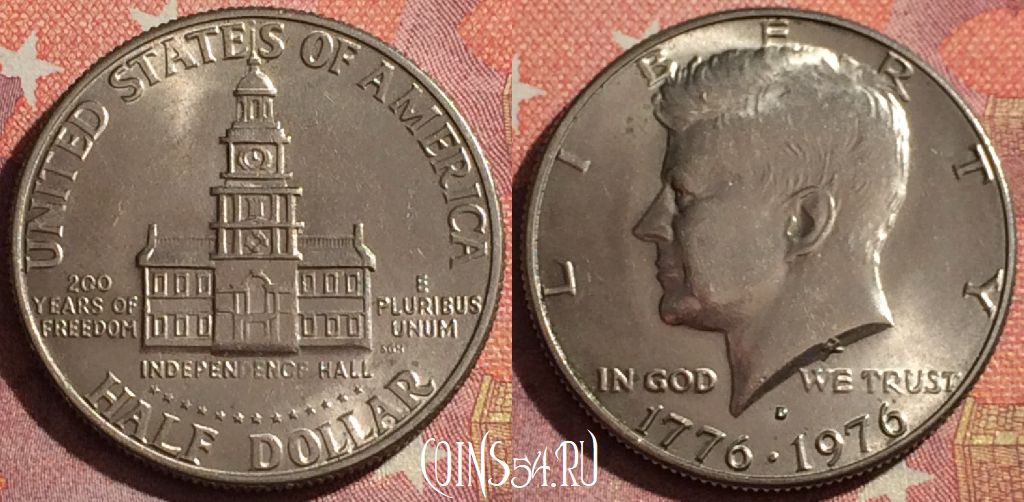 UNITED STATES OF AMERICA
200
YEARS OF
FREEDOM
E
PLURIBUS
UNUM
INDEPENDENCE HALL
HALF DOLLAR
LIBERTY
IN GOD WE TRUST
1776 · 1976
COINS54.RU